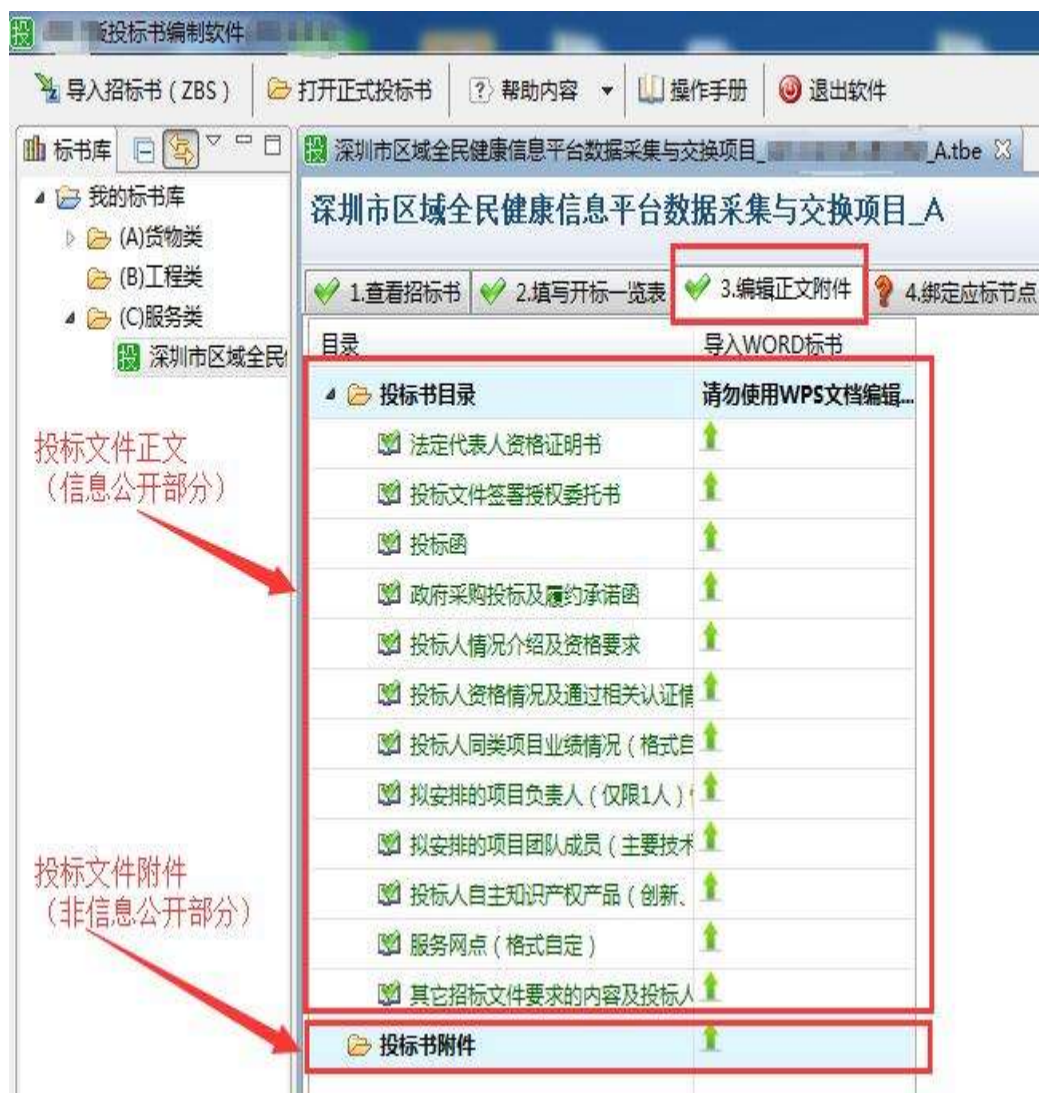 投标书编制软件
导入招标书（ZBS） 打开正式投标书 帮助内容 操作手册 退出软件
标书库
深圳市区域全民健康信息平台数据采集与交换项目_ _A.tbe
我的标书库
(A)货物类
(B)工程类
(C)服务类
深圳市区域全民
深圳市区域全民健康信息平台数据采集与交换项目_A
1.查看招标书 2.填写开标一览表 3.编辑正文附件 4.绑定应标节点
目录 导入WORD标书
投标书目录 请勿使用WPS文档编辑...
法定代表人资格证明书
投标文件签署授权委托书
投标函
政府采购投标及履约承诺函
投标人情况介绍及资格要求
投标人资格情况及通过相关认证情
投标人同类项目业绩情况（格式自
拟安排的项目负责人（仅限1人）
拟安排的项目团队成员（主要技术
投标人自主知识产权产品（创新、
服务网点（格式自定）
其它招标文件要求的内容及投标人
投标书附件
投标文件正文
（信息公开部分）
投标文件附件
（非信息公开部分）